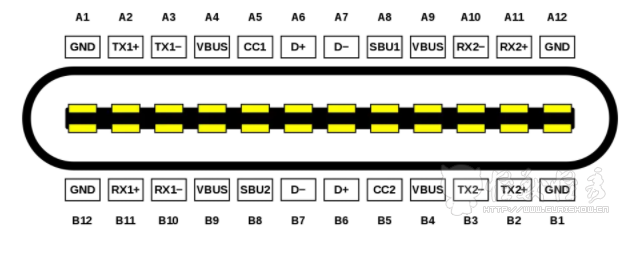 A1 A2 A3 A4 A5 A6 A7 A8 A9 A10 A11 A12
GND TX1+ TX1− VBUS CC1 D+ D− SBU1 VBUS RX2− RX2+ GND
GND RX1+ RX1− VBUS SBU2 D− D+ CC2 VBUS TX2− TX2+ GND
B12 B11 B10 B9 B8 B7 B6 B5 B4 B3 B2 B1